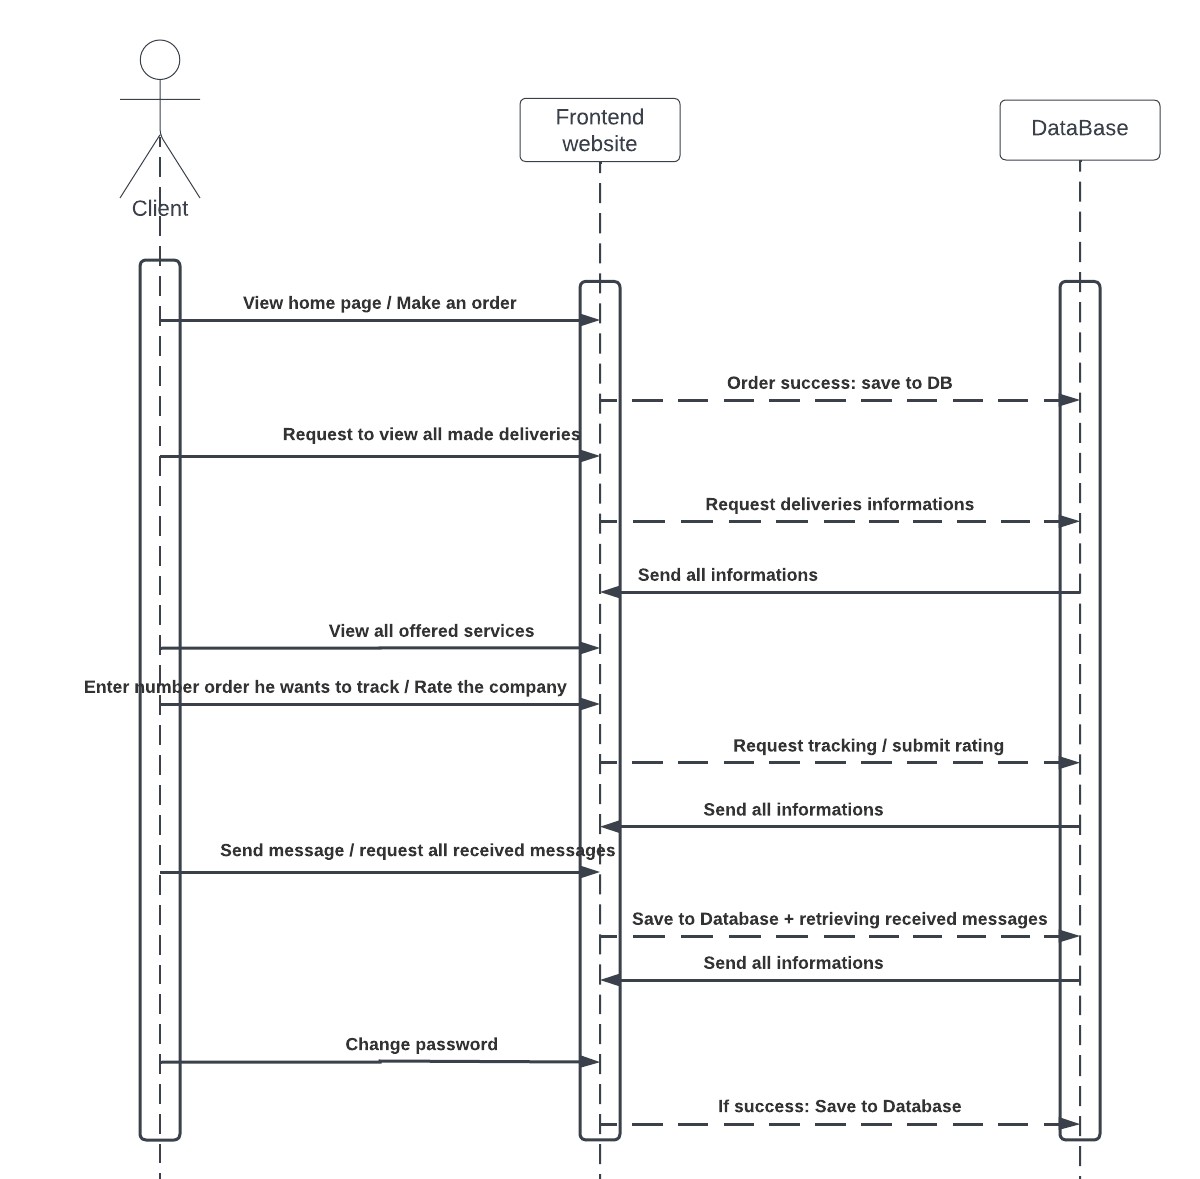 Frontend
website
DataBase
Client
View home page / Make an order
Order success: save to DB
Request to view all made deliveries
Request deliveries informations
Send all informations
View all offered services
Enter number order he wants to track / Rate the company
Request tracking / submit rating
Send all informations
Send message / request all received messages
Save to Database + retrieving received messages
Send all informations
Change password
If success: Save to Database